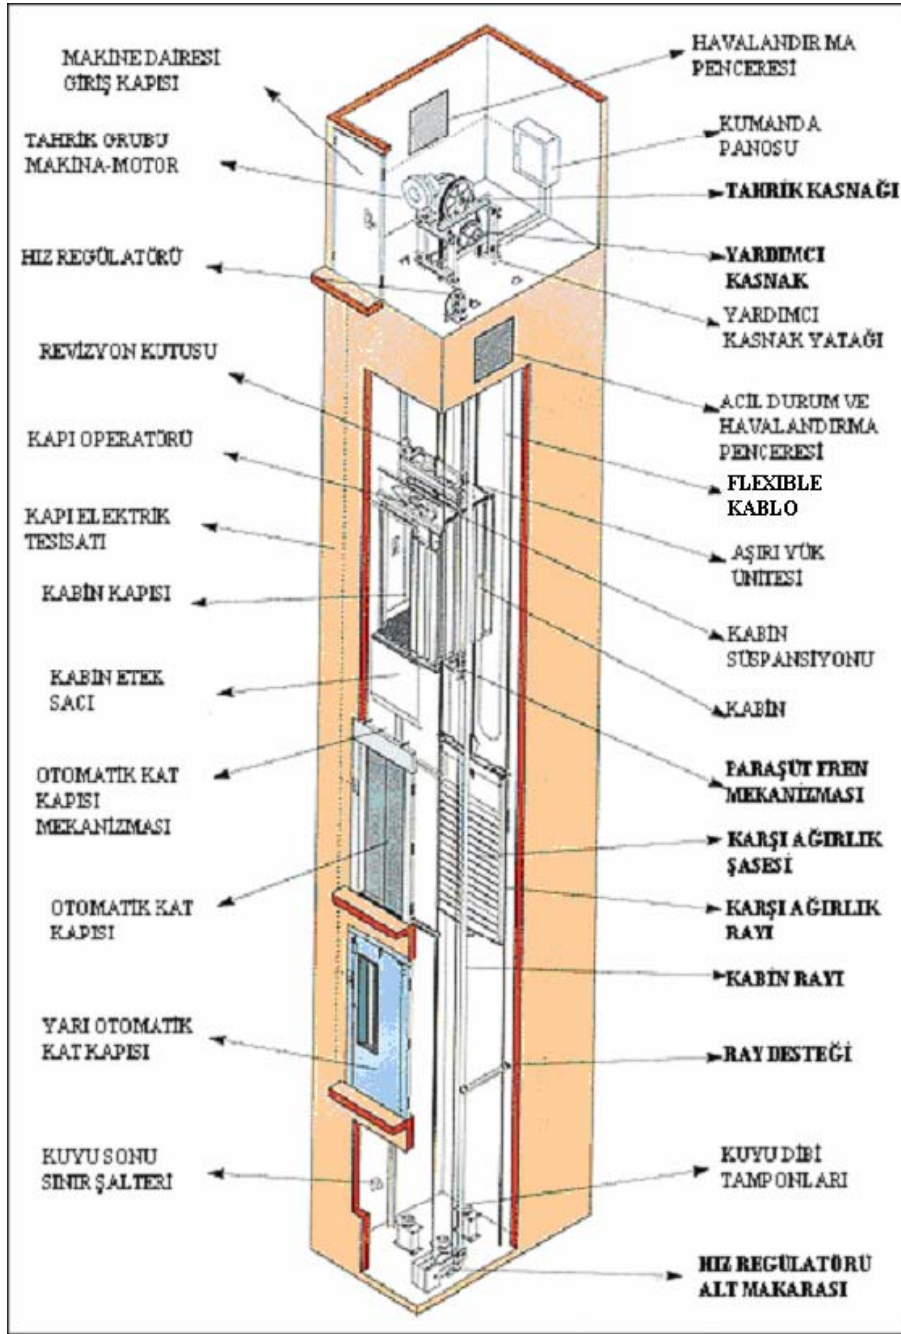 MAKİNE DAİRESİ
GİRİŞ KAPISI
TAHRİK GRUBU
MAKİNA-MOTOR
HIZ REGÜLATÖRÜ
REVİZYON KUTUSU
KAPI OPERATÖRÜ
KAPI ELEKTRİK
TESİSATI
KABİN KAPISI
KABİN ETEK
SACI
OTOMATİK KAT
KAPISI
MEKANİZMASI
OTOMATİK KAT
KAPISI
YARI OTOMATİK
KAT KAPISI
KUYU SONU
SINIR ŞALTERİ
HAVALANDIRMA
PENCERESİ
KUMANDA
PANOSU
TAHRİK KASNAĞI
YARDIMCI
KASNAK
YARDIMCI
KASNAK YATAĞI
ACİL DURUM VE
HAVALANDIRMA
PENCERESİ
FLEXIBLE
KABLO
AŞIRI YÜK
ÜNİTESİ
KABİN
SÜSPANSİYONU
KABİN
PARAŞÜT FREN
MEKANİZMASI
KARŞI AĞIRLIK
ŞASESİ
KARŞI AĞIRLIK
RAYI
KABİN RAYI
RAY DESTEĞİ
KUYU DİBİ
TAMPONLARI
HIZ REGÜLATÖRÜ
ALT MAKARASI